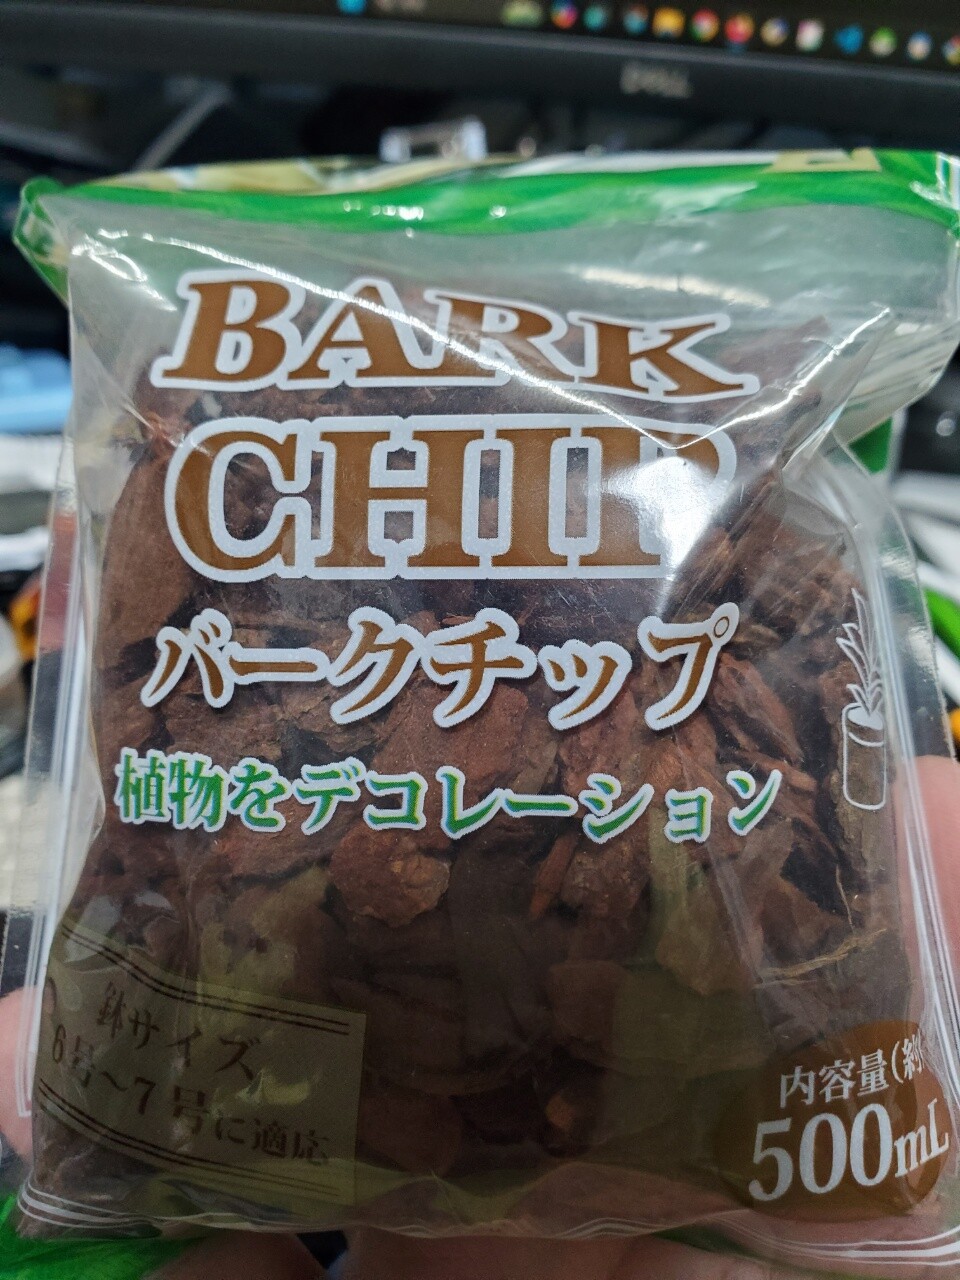 DELL
BARK
CHIP
バークチップ
植物をデコレーション
鉢サイズ
6号～7号に適応
内容量(約)
500mL